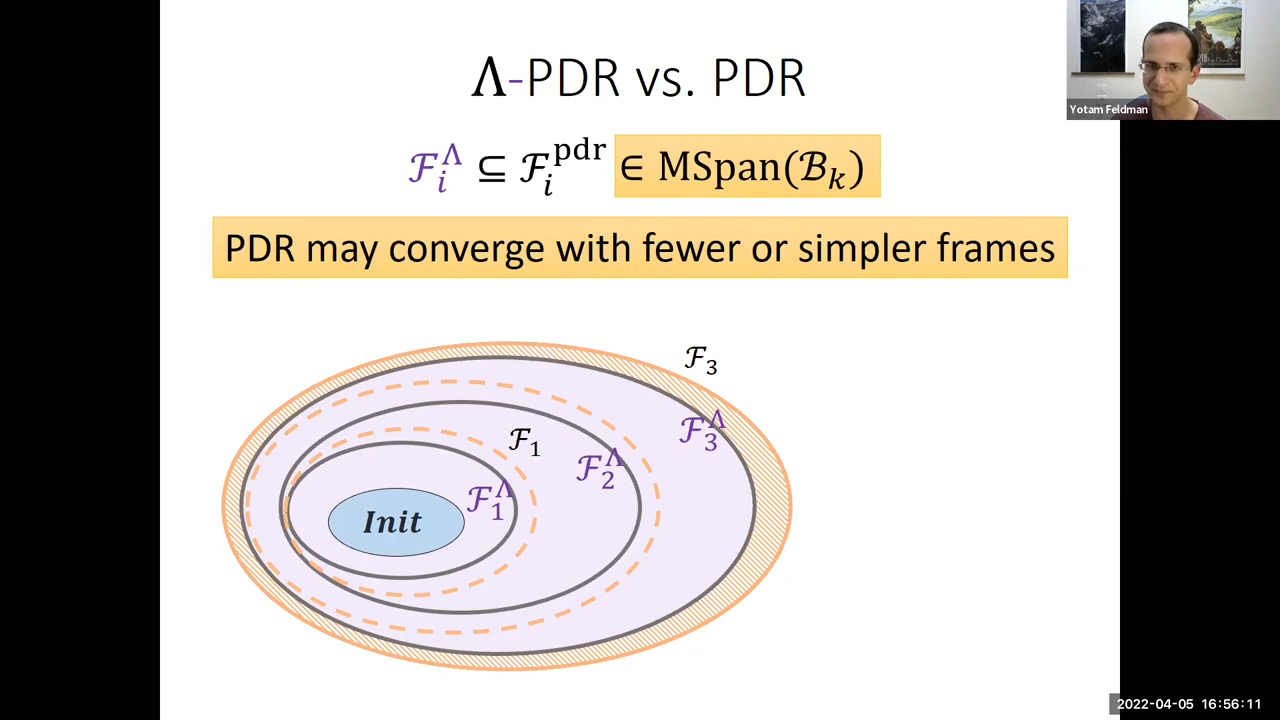 Λ-PDR vs. PDR
Yotam Feldman
ℱᵢ^Λ ⊆ ℱᵢ^pdr ∈ MSpan(ℬₖ)
PDR may converge with fewer or simpler frames
ℱ₃
ℱ₃^Λ
ℱ₁
ℱ₂^Λ
ℱ₁^Λ
Init
2022-04-05 16:56:11